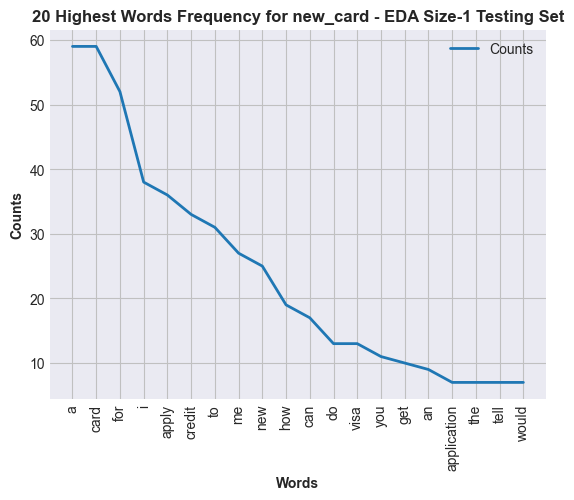 20 Highest Words Frequency for new_card - EDA Size-1 Testing Set
Counts
60
50
40
30
20
10
Counts
a
card
for
i
apply
credit
to
me
new
how
can
do
visa
you
get
an
application
the
tell
would
Words